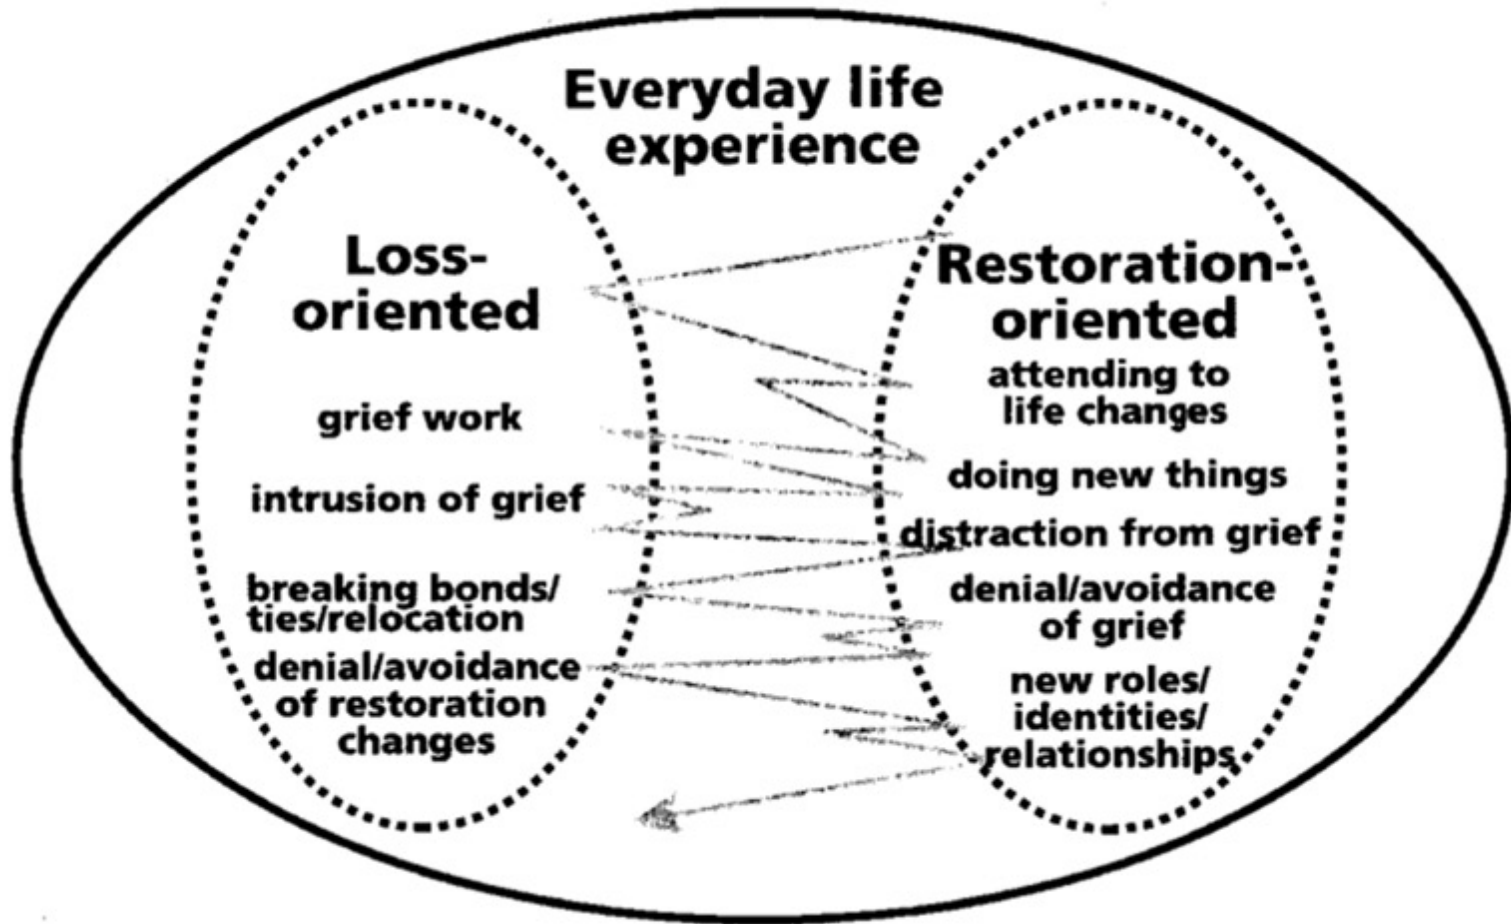 Everyday life
experience
Loss-
oriented
grief work
intrusion of grief
breaking bonds/
ties/relocation
denial/avoidance
of restoration
changes
Restoration-
oriented
attending to
life changes
doing new things
distraction from grief
denial/avoidance
of grief
new roles/
identities/
relationships